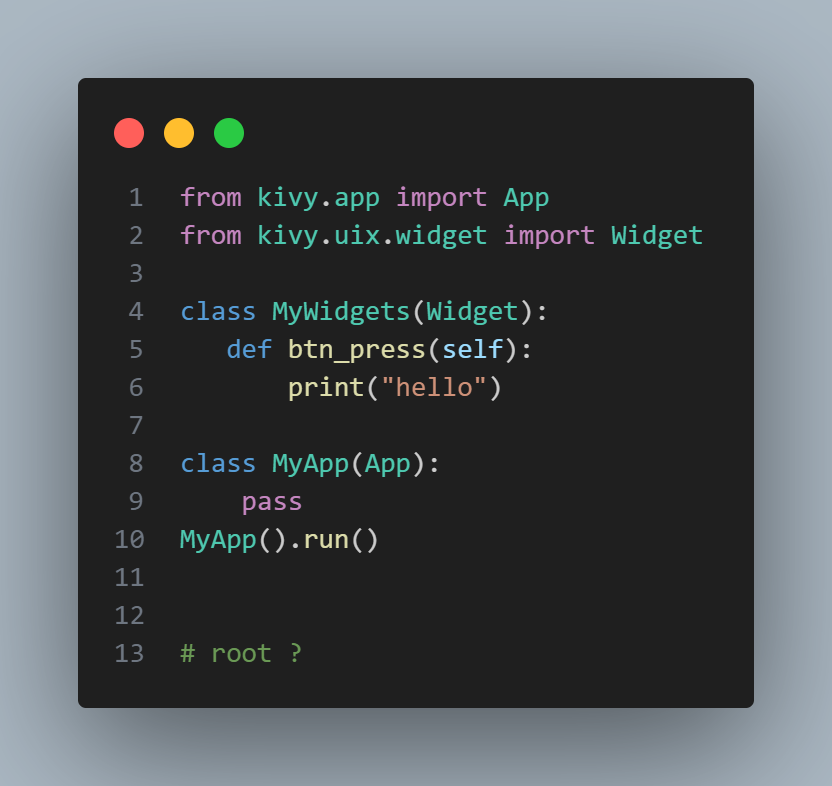 1 from kivy.app import App
2 from kivy.uix.widget import Widget
3
4 class MyWidgets(Widget):
5    def btn_press(self):
6        print("hello")
7
8 class MyApp(App):
9     pass
10 MyApp().run()
11
12
13 # root ?